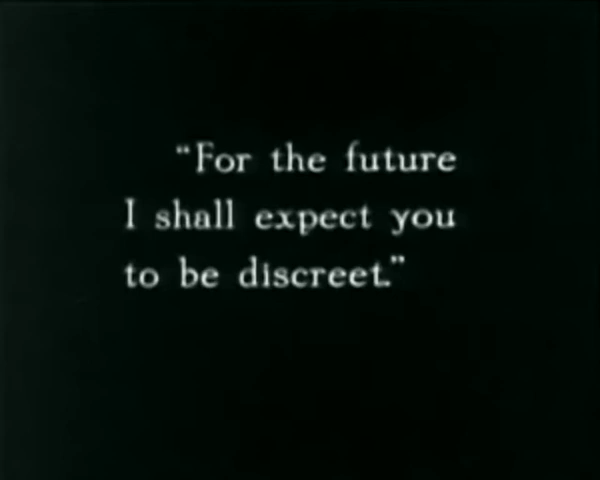 “For the future
I shall expect you
to be discreet.”